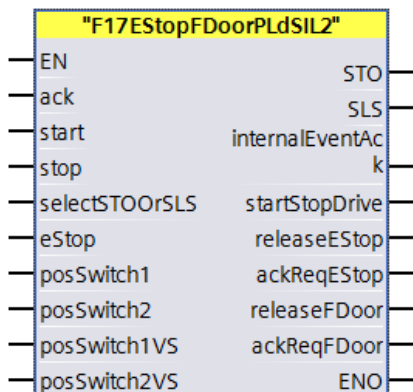 "F17EStopFDoorPLdSIL2"
EN
STO
ack
SLS
start
internalEventAc
stop
k
selectSTOOrSLS
startStopDrive
eStop
releaseEStop
posSwitch1
ackReqEStop
posSwitch2
releaseFDoor
posSwitch1VS
ackReqFDoor
posSwitch2VS
ENO